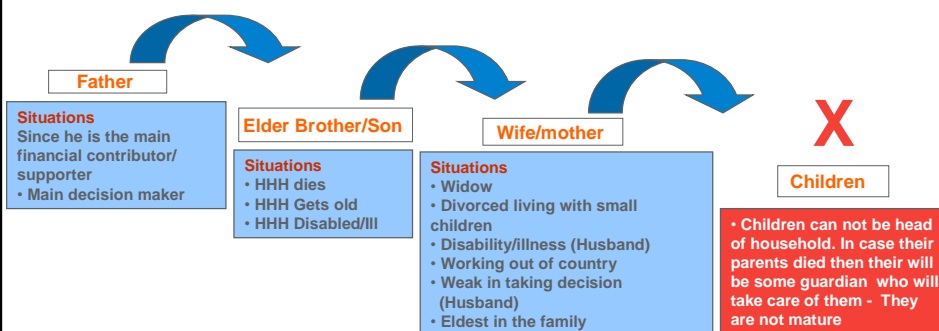 Father
Situations
Since he is the main
financial contributor/
supporter
• Main decision maker
Elder Brother/Son
Situations
• HHH dies
• HHH Gets old
• HHH Disabled/Ill
Wife/mother
Situations
• Widow
• Divorced living with small
children
• Disability/illness (Husband)
• Working out of country
• Weak in taking decision
(Husband)
• Eldest in the family
X
Children
• Children can not be head
of household. In case their
parents died then their will
be some guardian who will
take care of them - They
are not mature